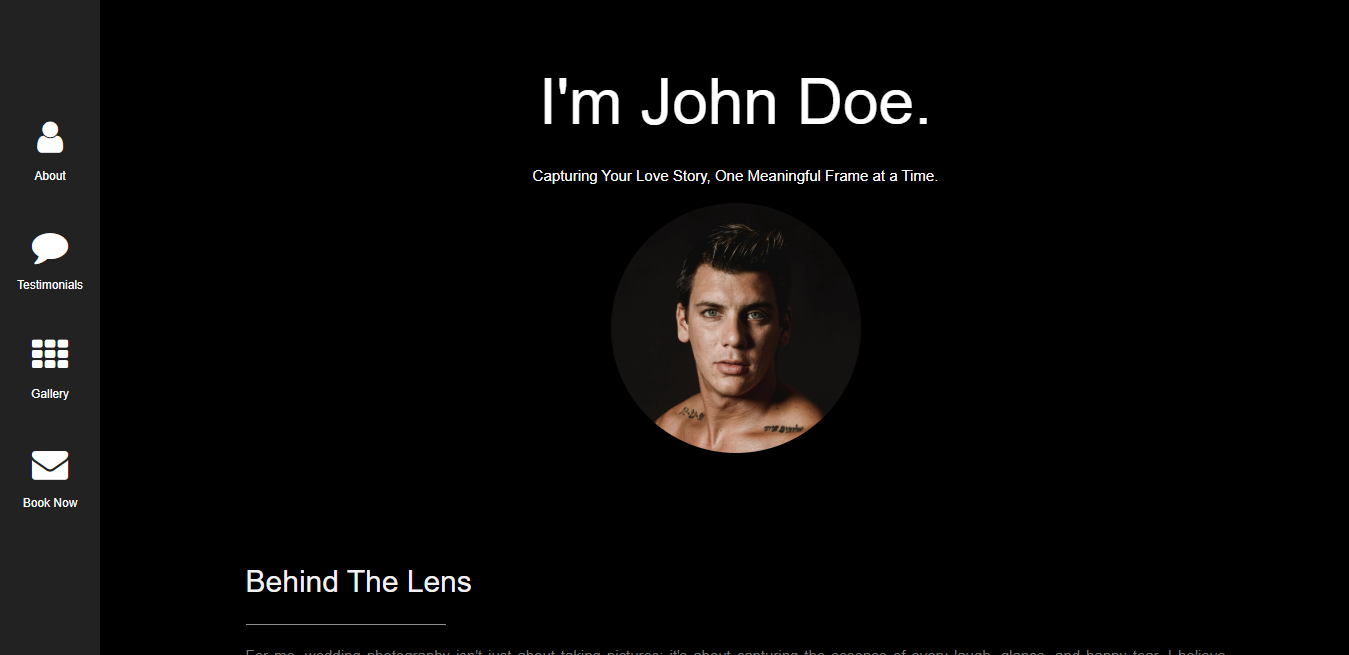 I'm John Doe.
Capturing Your Love Story, One Meaningful Frame at a Time.
About
Testimonials
Gallery
Book Now
Behind The Lens
For me, wedding photography isn't just about taking pictures; it's about capturing the essence of every laugh, glance, and happy tear. I believe